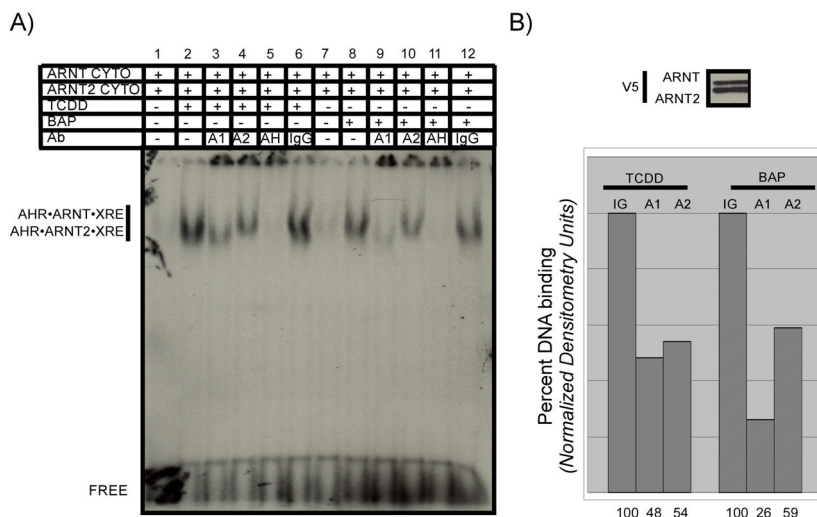 A)
1 2 3 4 5 6 7 8 9 10 11 12
ARNT CYTO + + + + + + + + + + + +
ARNT2 CYTO + + + + + + + + + + + +
TCDD - + + + + + - - - - - -
BAP - - - - - - - + + + + +
Ab - - A1 A2 AH IgG - - A1 A2 AH IgG
AHR•ARNT•XRE
AHR•ARNT2•XRE
FREE
B)
V5
ARNT
ARNT2
TCDD BAP
IG A1 A2 IG A1 A2
Percent DNA binding
(Normalized Densitometry Units)
100 48 54 100 26 59